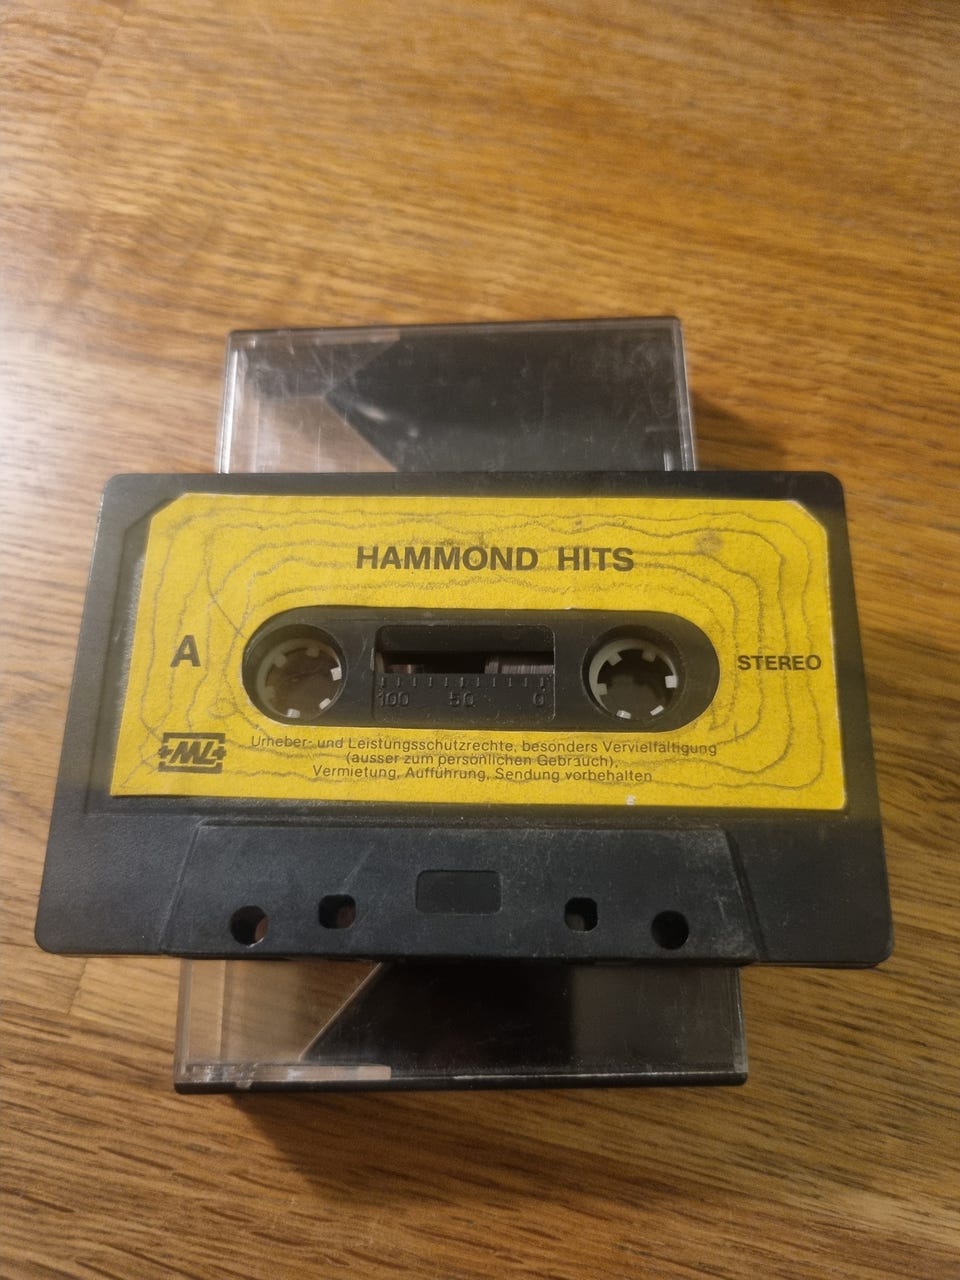 HAMMOND HITS
A
STEREO
100 50 0
ML
Urheber- und Leistungsschutzrechte, besonders Vervielfältigung
(ausser zum persönlichen Gebrauch),
Vermietung, Aufführung, Sendung vorbehalten